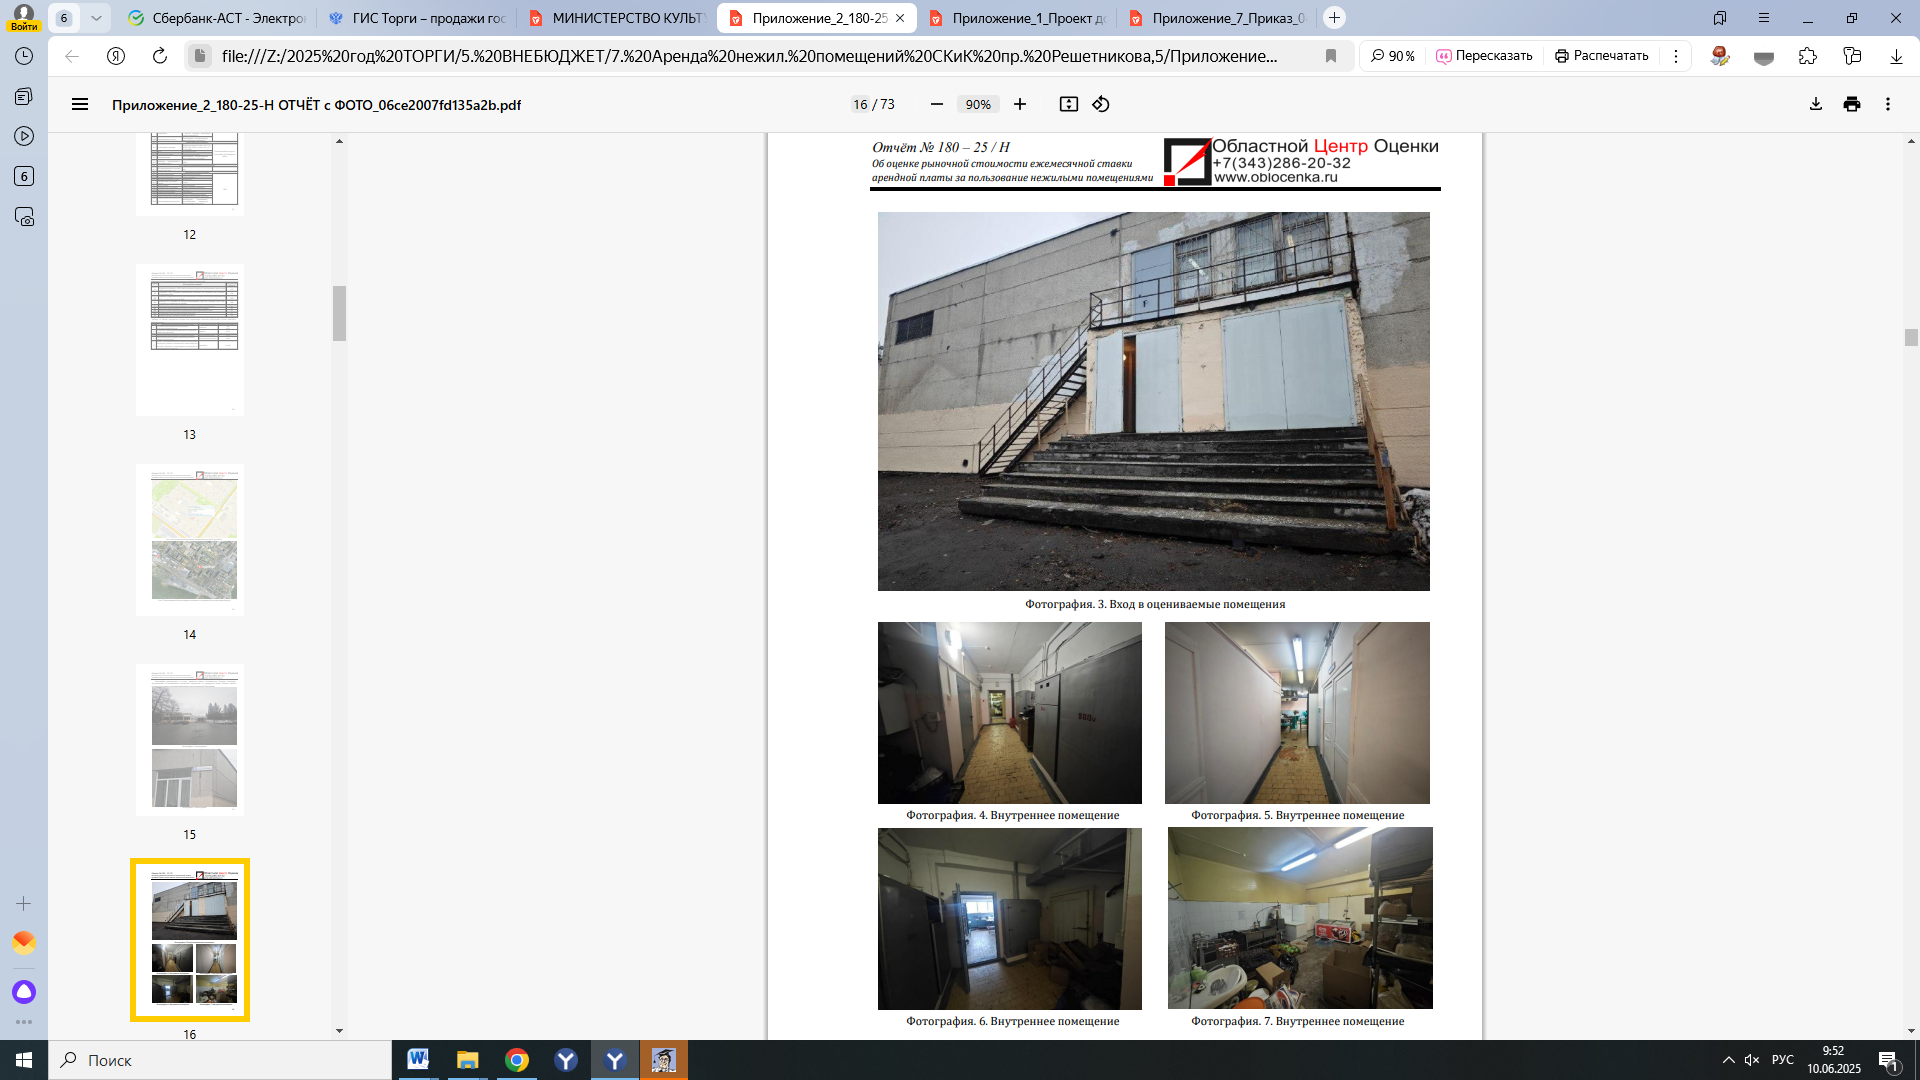 Войти
6
Сбербанк-АСТ - Электро
ГИС Торги – продажи гос
МИНИСТЕРСТВО КУЛЬТУ
Приложение_2_180-25-
Приложение_1_Проект до
Приложение_7_Приказ_0
file:///Z:/2025%20год%20ТОРГИ/5.%20ВНЕБЮДЖЕТ/7.%20Аренда%20нежил.%20помещений%20СКиК%20пр.%20Решетникова,5/Приложение...
90 %
Пересказать
Распечатать
Приложение_2_180-25-Н ОТЧЁТ с ФОТО_06ce2007fd135a2b.pdf
16 / 73
90%
6
12
13
14
15
16
Отчёт № 180 – 25 / Н
Об оценке рыночной стоимости ежемесячной ставки
арендной платы за пользование нежилыми помещениями
Областной Центр Оценки
+7(343)286-20-32
www.oblocenka.ru
Фотография. 3. Вход в оцениваемые помещения
Фотография. 4. Внутреннее помещение
Фотография. 5. Внутреннее помещение
Фотография. 6. Внутреннее помещение
Фотография. 7. Внутреннее помещение
Поиск
РУС
9:52
10.06.2025
1